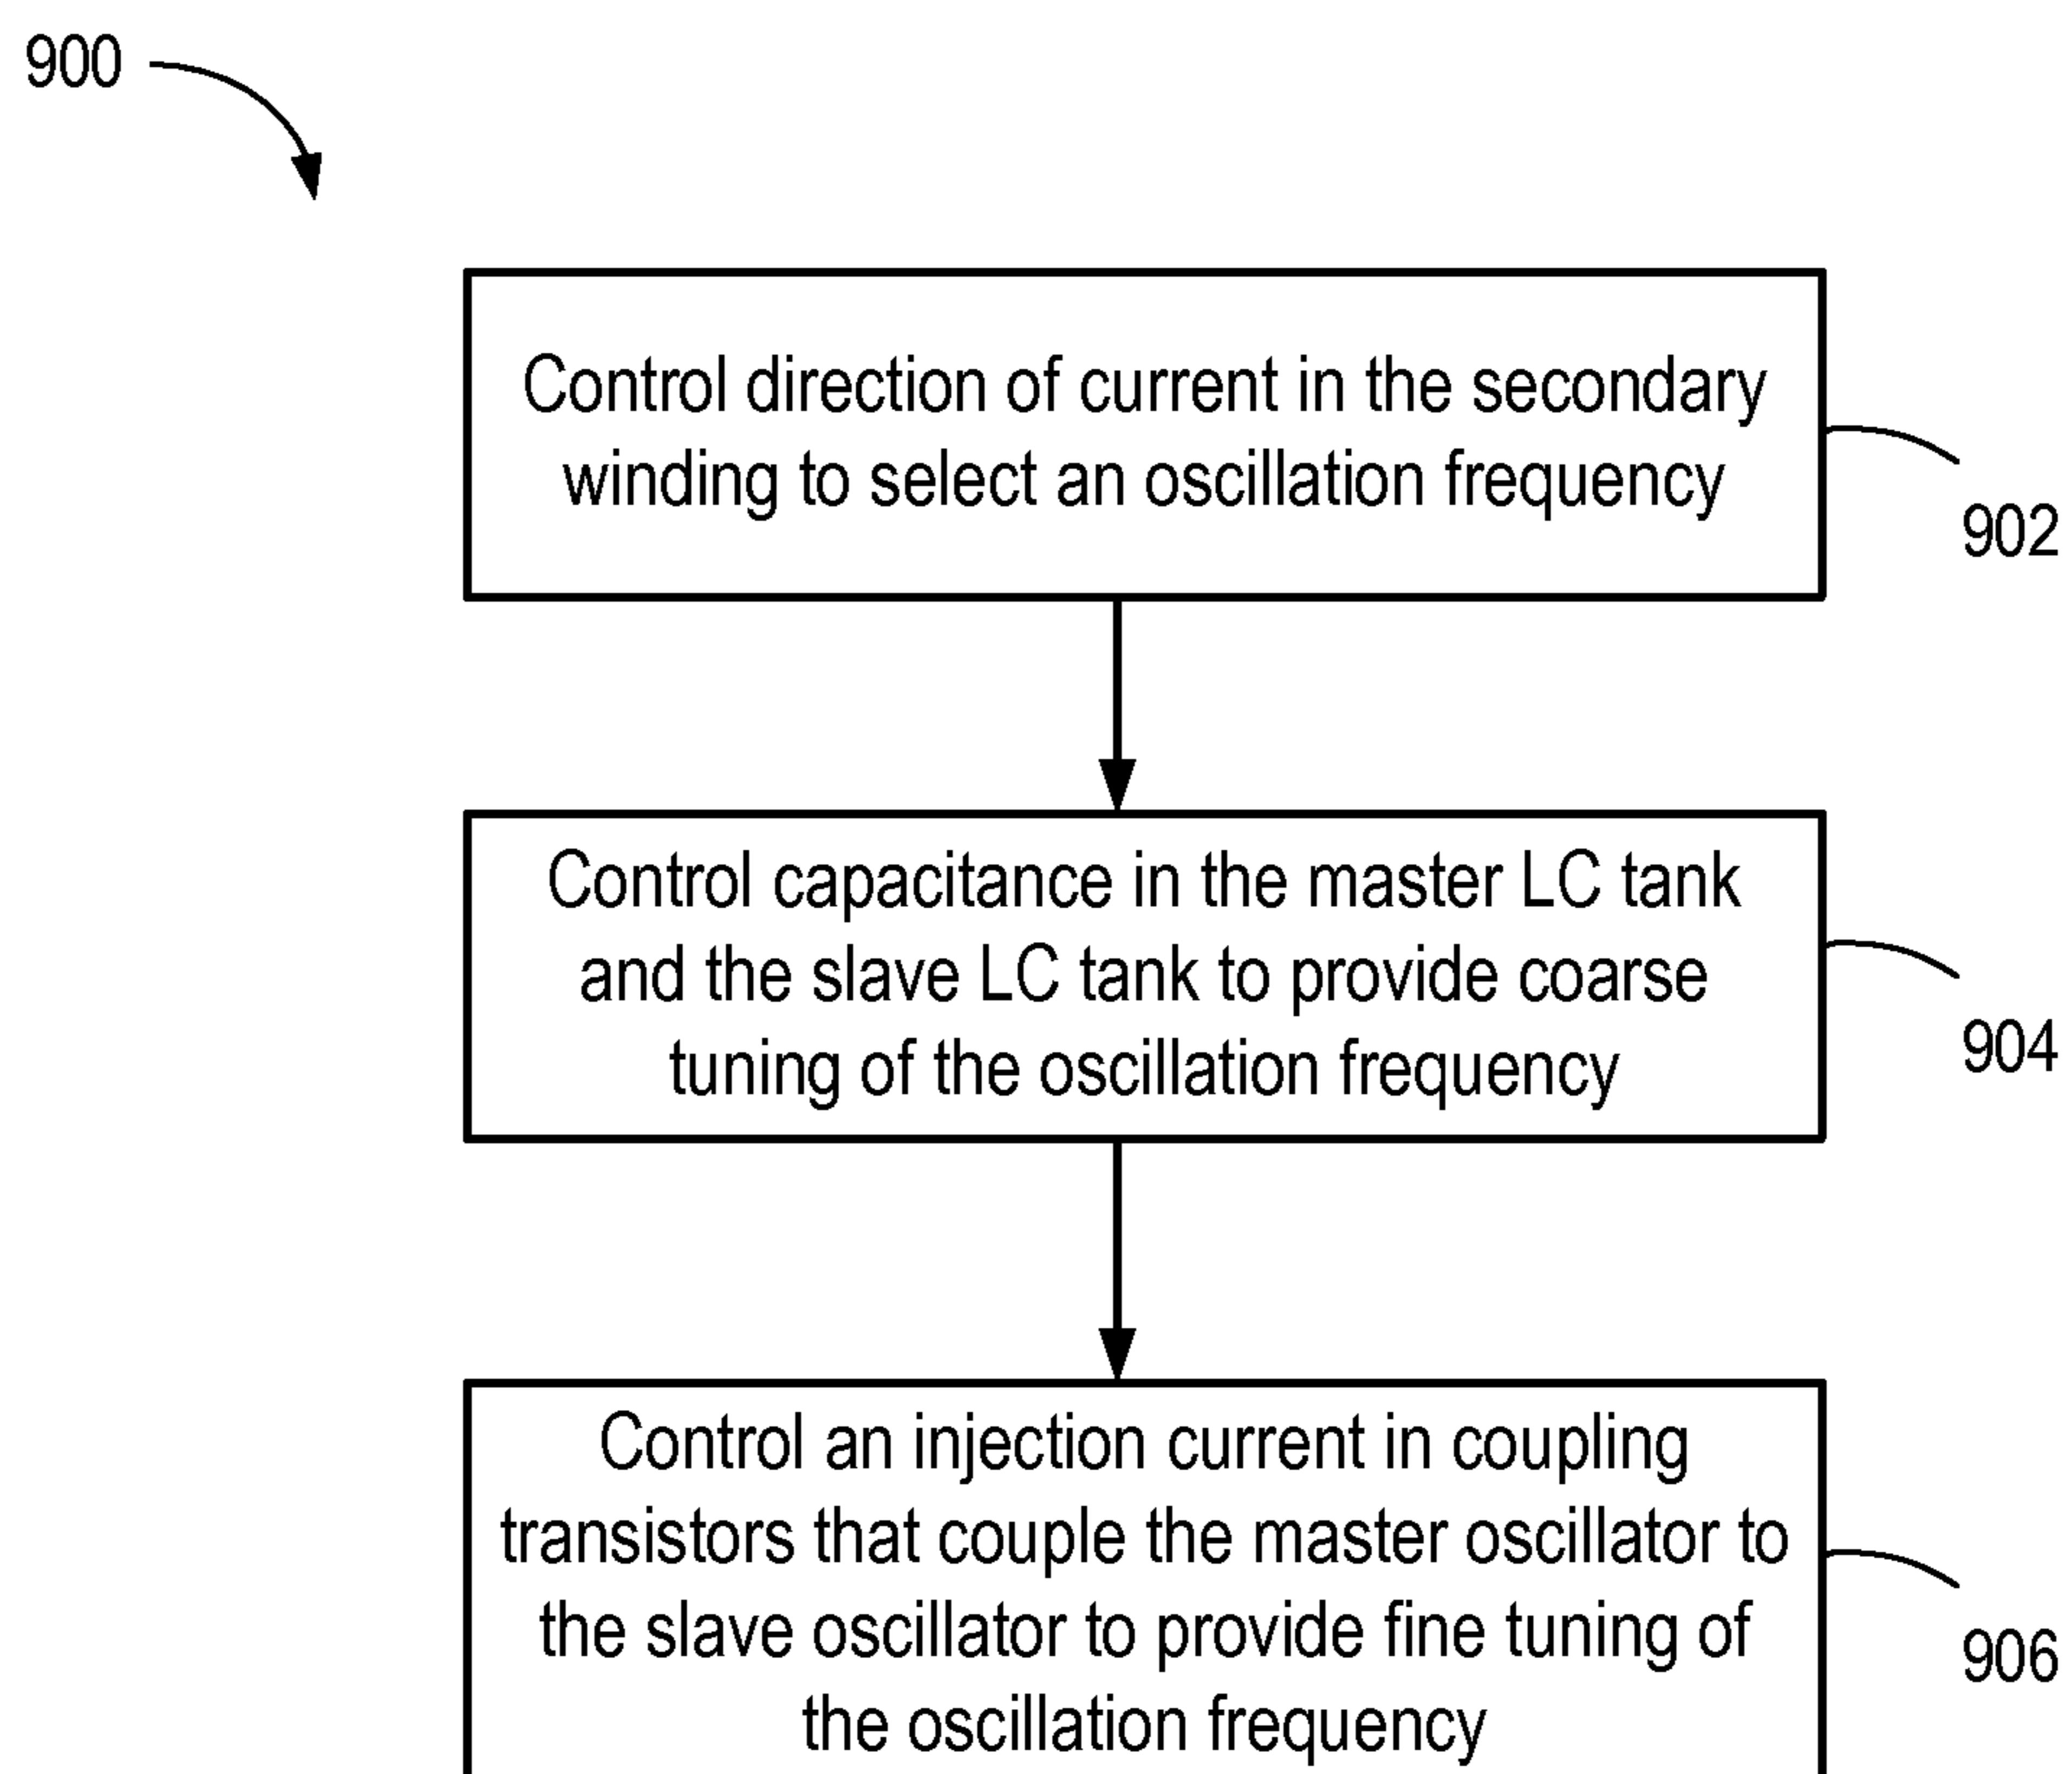 900
Control direction of current in the secondary
winding to select an oscillation frequency
902
Control capacitance in the master LC tank
and the slave LC tank to provide coarse
tuning of the oscillation frequency
904
Control an injection current in coupling
transistors that couple the master oscillator to
the slave oscillator to provide fine tuning of
the oscillation frequency
906